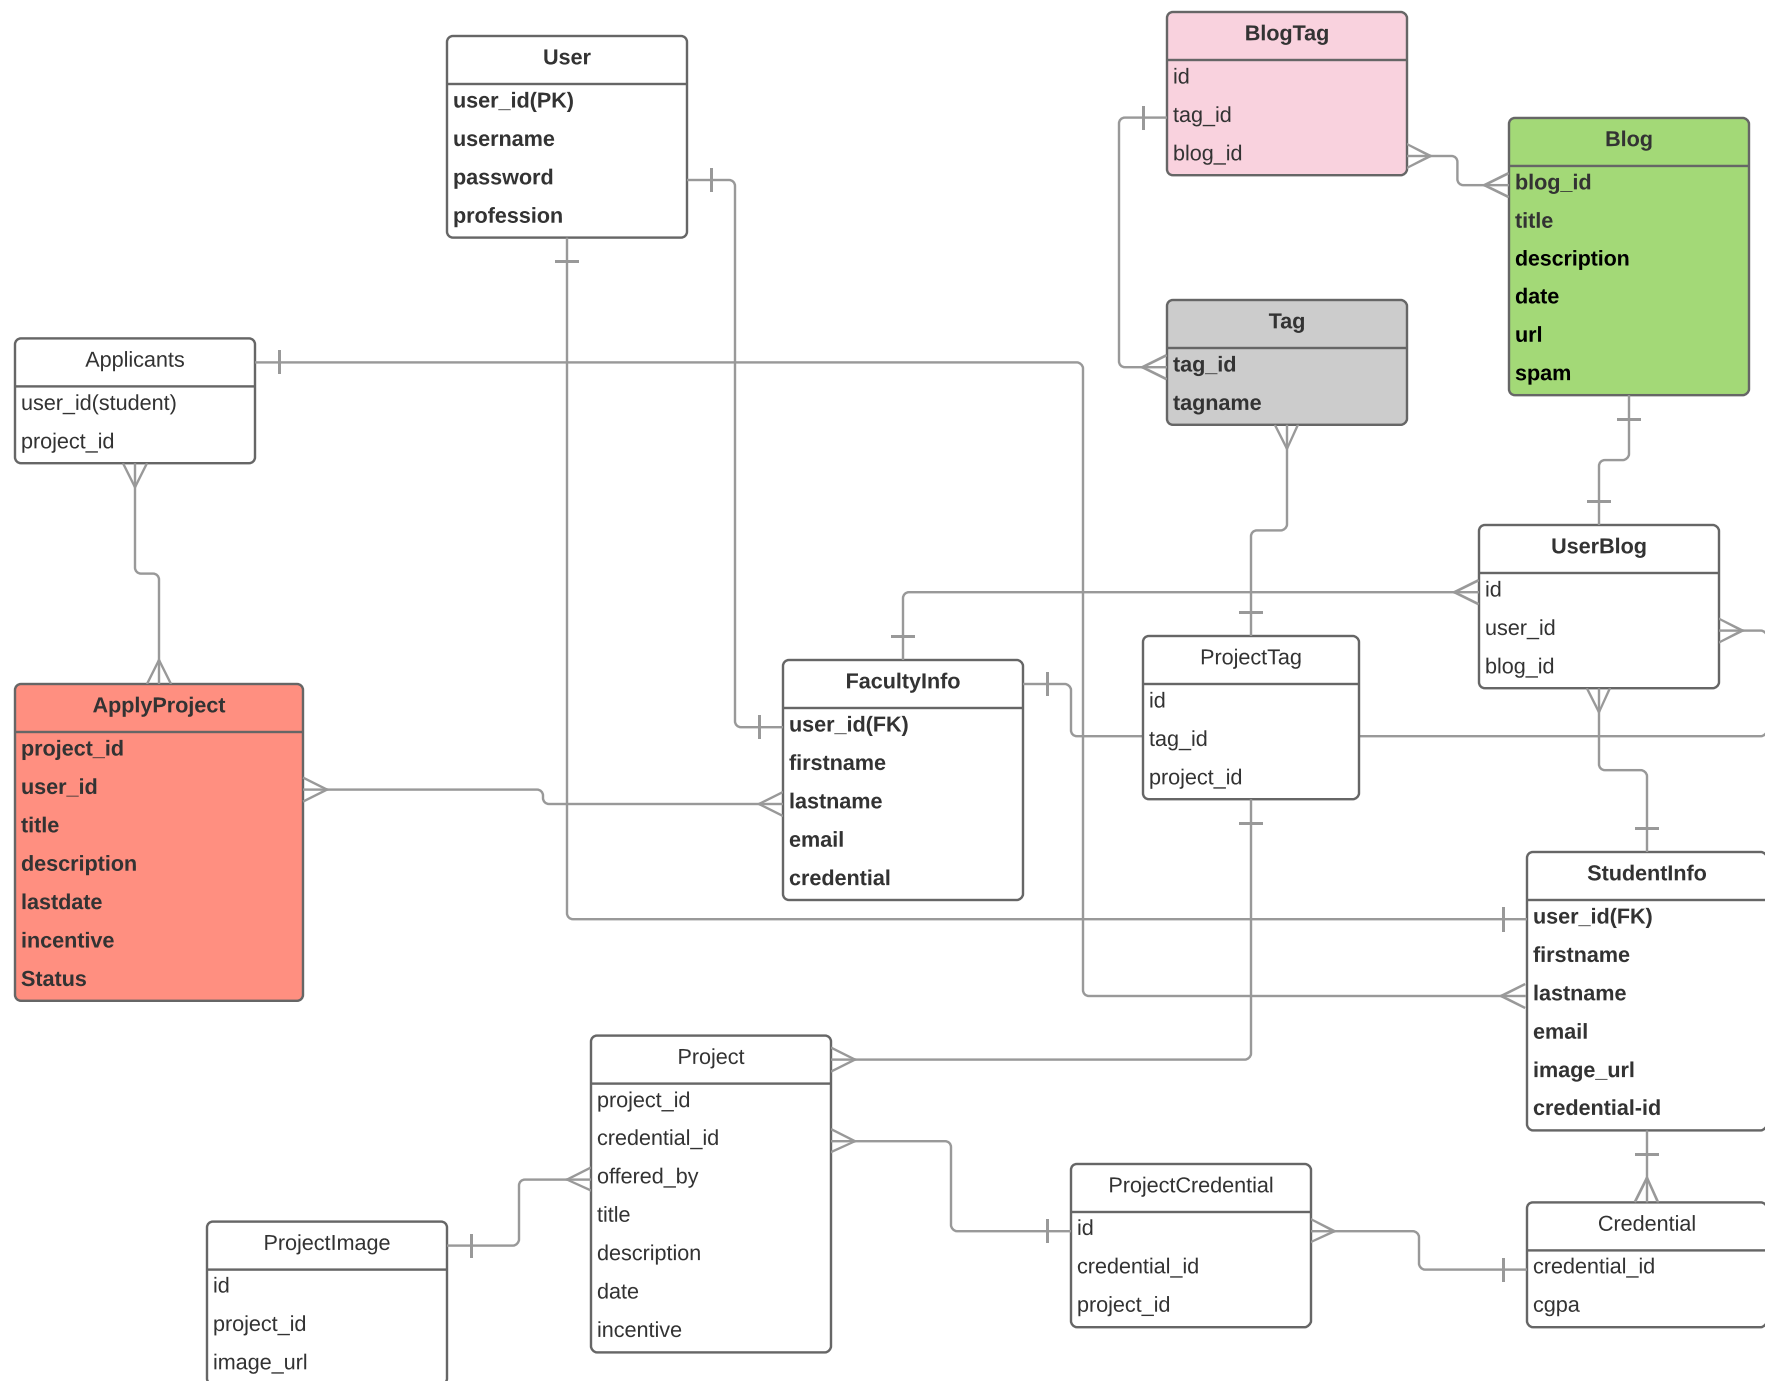 User
user_id(PK)
username
password
profession
BlogTag
id
tag_id
blog_id
Blog
blog_id
title
description
date
url
spam
Applicants
user_id(student)
project_id
Tag
tag_id
tagname
UserBlog
id
user_id
blog_id
ApplyProject
project_id
user_id
title
description
lastdate
incentive
Status
FacultyInfo
user_id(FK)
firstname
lastname
email
credential
ProjectTag
id
tag_id
project_id
StudentInfo
user_id(FK)
firstname
lastname
email
image_url
credential-id
Project
project_id
credential_id
offered_by
title
description
date
incentive
ProjectCredential
id
credential_id
project_id
Credential
credential_id
cgpa
ProjectImage
id
project_id
image_url